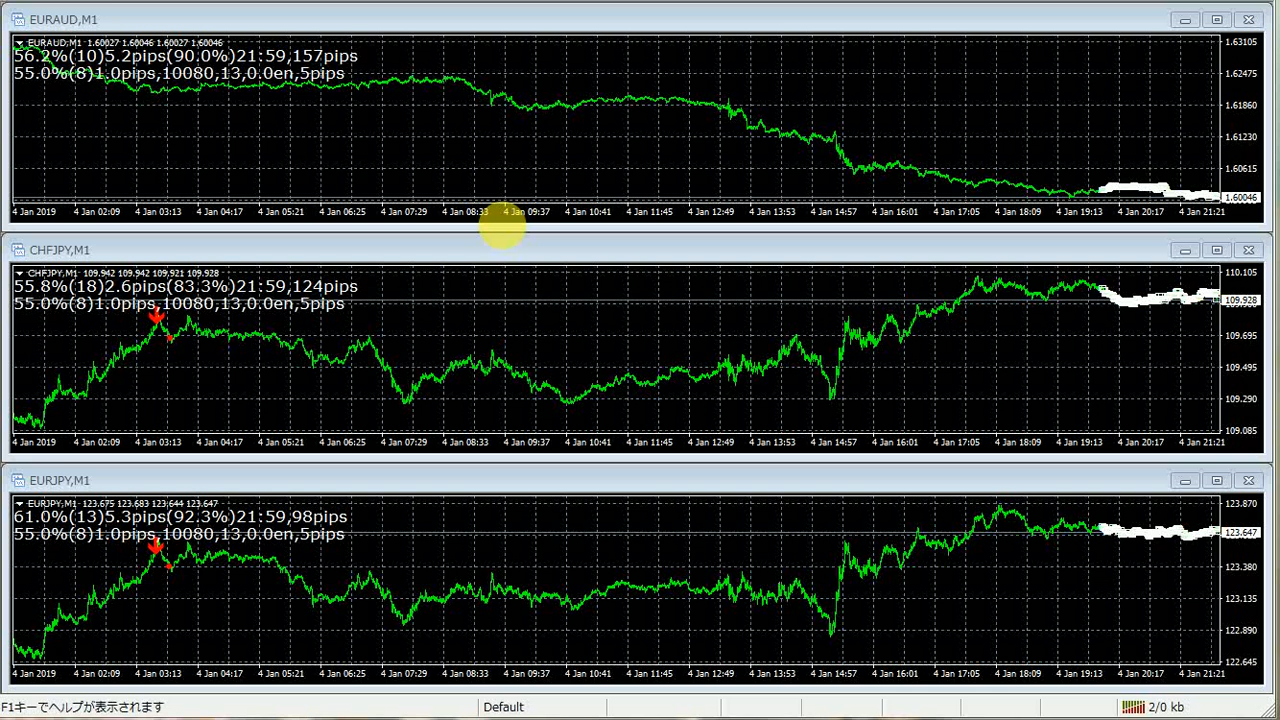 EURAUD,M1
EURAUD,M1 1.60027 1.60046 1.60027 1.60046
56.2%(10)5.2pips(90.0%)21:59,157pips
55.0%(8)1.0pips,10080,13,0.0en,5pips
1.63105
1.62475
1.61860
1.61230
1.60615
1.60046
4 Jan 2019 4 Jan 02:09 4 Jan 03:13 4 Jan 04:17 4 Jan 05:21 4 Jan 06:25 4 Jan 07:29 4 Jan 08:33 4 Jan 09:37 4 Jan 10:41 4 Jan 11:45 4 Jan 12:49 4 Jan 13:53 4 Jan 14:57 4 Jan 16:01 4 Jan 17:05 4 Jan 18:09 4 Jan 19:13 4 Jan 20:17 4 Jan 21:21
CHFJPY,M1
CHFJPY,M1 109.942 109.942 109.921 109.928
55.8%(18)2.6pips(83.3%)21:59,124pips
55.0%(8)1.0pips,10080,13,0.0en,5pips
110.105
109.928
109.695
109.495
109.290
109.085
4 Jan 2019 4 Jan 02:09 4 Jan 03:13 4 Jan 04:17 4 Jan 05:21 4 Jan 06:25 4 Jan 07:29 4 Jan 08:33 4 Jan 09:37 4 Jan 10:41 4 Jan 11:45 4 Jan 12:49 4 Jan 13:53 4 Jan 14:57 4 Jan 16:01 4 Jan 17:05 4 Jan 18:09 4 Jan 19:13 4 Jan 20:17 4 Jan 21:21
EURJPY,M1
EURJPY,M1 123.675 123.683 123.644 123.647
61.0%(13)5.3pips(92.3%)21:59,98pips
55.0%(8)1.0pips,10080,13,0.0en,5pips
123.870
123.647
123.380
123.135
122.890
122.645
4 Jan 2019 4 Jan 02:09 4 Jan 03:13 4 Jan 04:17 4 Jan 05:21 4 Jan 06:25 4 Jan 07:29 4 Jan 08:33 4 Jan 09:37 4 Jan 10:41 4 Jan 11:45 4 Jan 12:49 4 Jan 13:53 4 Jan 14:57 4 Jan 16:01 4 Jan 17:05 4 Jan 18:09 4 Jan 19:13 4 Jan 20:17 4 Jan 21:21
F1キーでヘルプが表示されます Default 2/0 kb